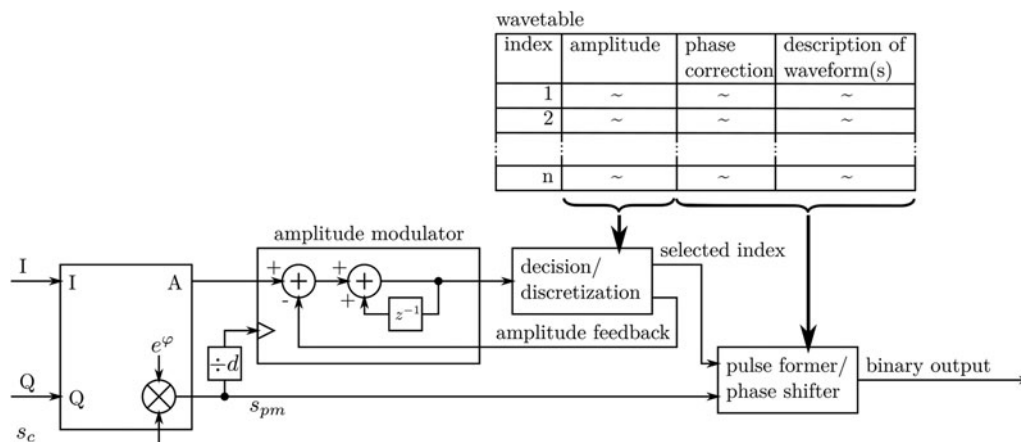 wavetable
index amplitude phase correction description of waveform(s)
1 ~ ~ ~
2 ~ ~ ~
n ~ ~ ~
amplitude modulator
I
I
A
+
-
+
+
+
+
z⁻¹
decision/
discretization
selected index
amplitude feedback
e^φ
÷d
Q
Q
s_c
s_pm
pulse former/
phase shifter
binary output